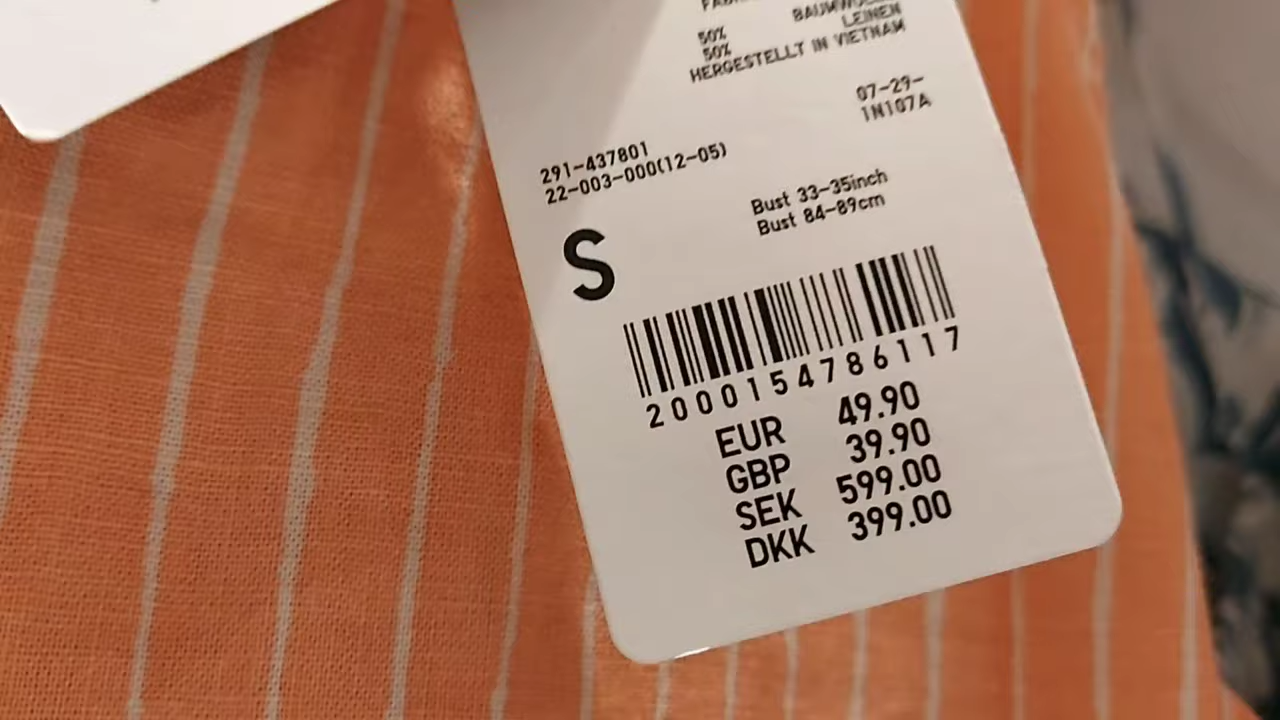 50%
LEINEN
50%
HERGESTELLT IN VIETNAM
07-29-
1N107A
291-437801
22-003-000(12-05)
Bust 33-35inch
Bust 84-89cm
S
2000154786117
EUR 49.90
GBP 39.90
SEK 599.00
DKK 399.00